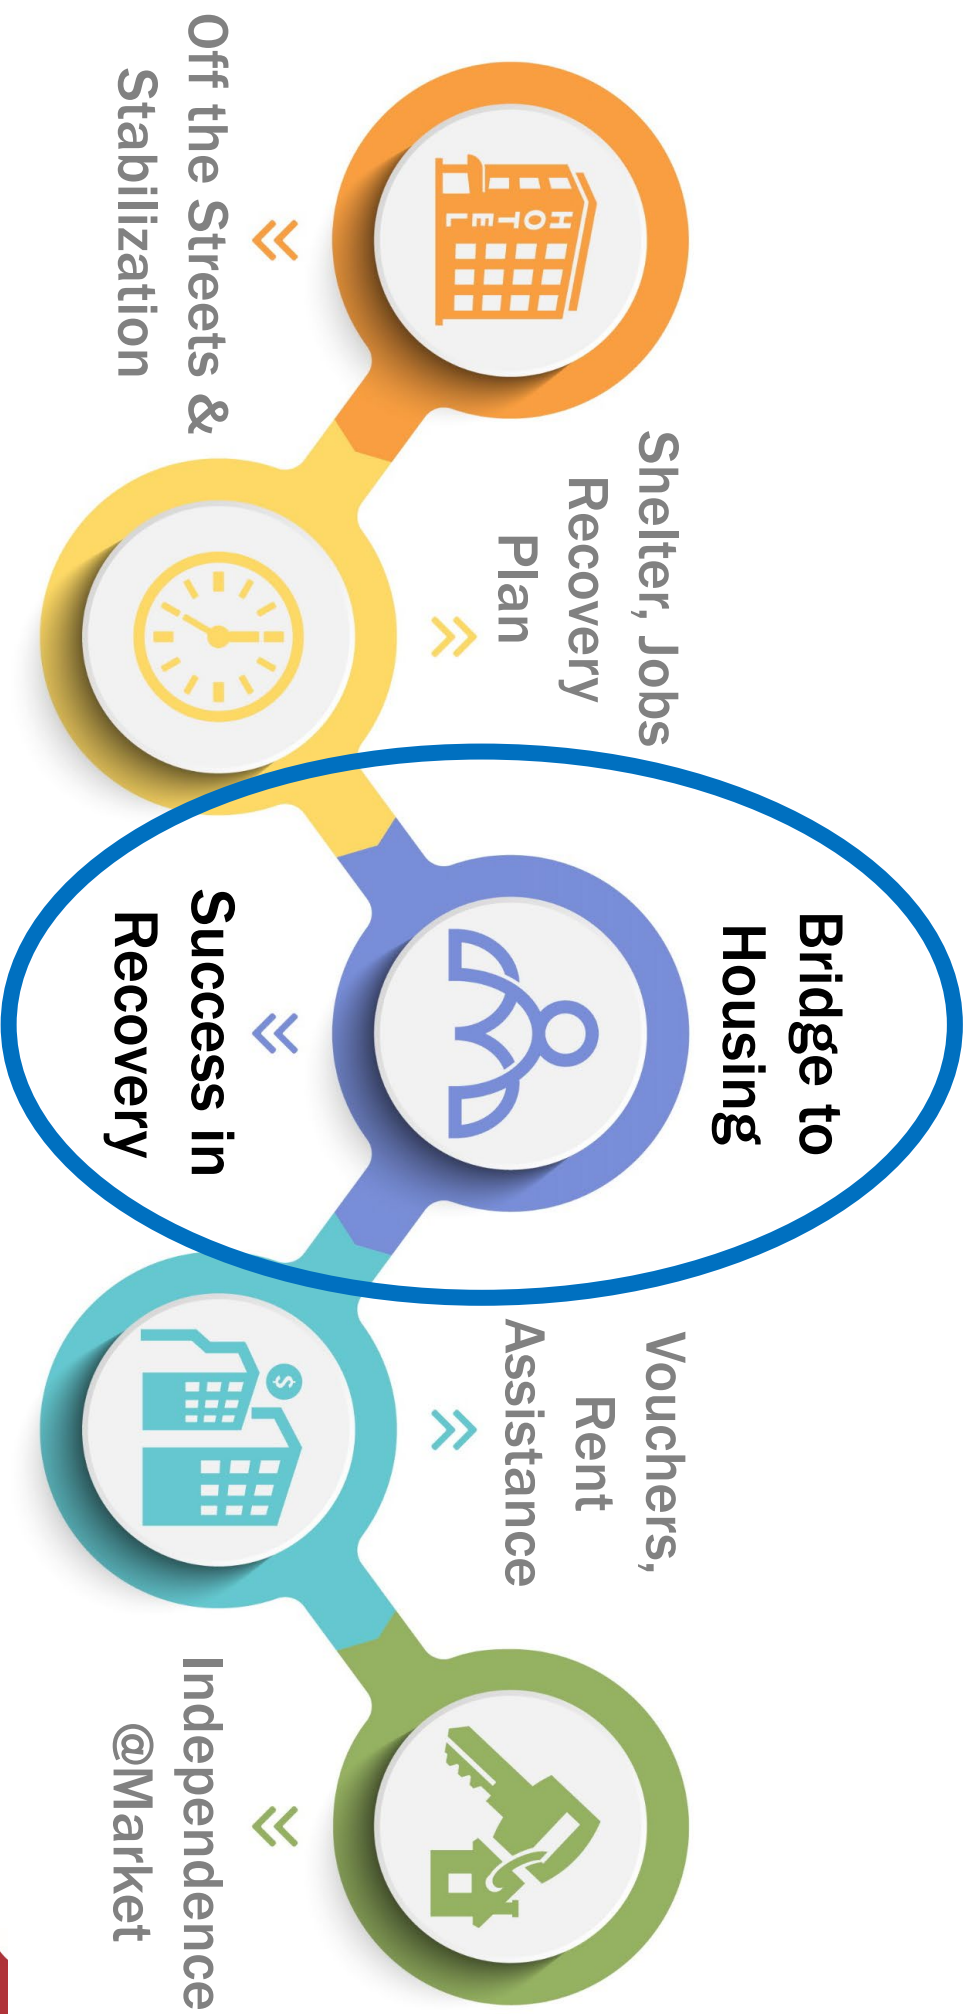 HOTEL
Off the Streets &
Stabilization
Shelter, Jobs
Recovery
Plan
Bridge to
Housing
Success in
Recovery
$
Vouchers,
Rent
Assistance
Independence
@Market